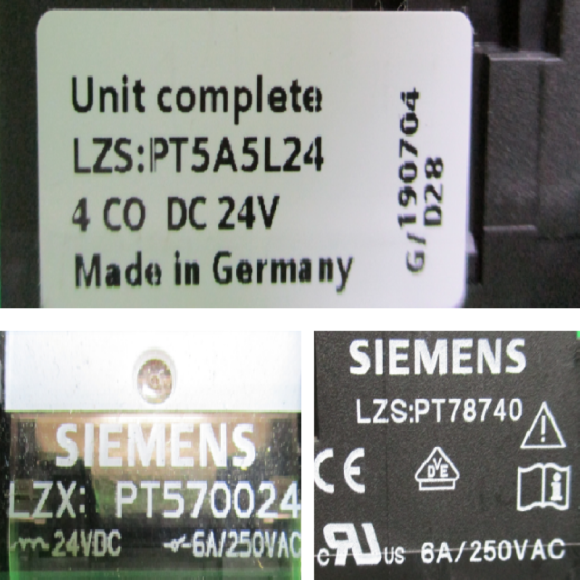 Unit complete
LZS:PT5A5L24
4 CO DC 24V
Made in Germany
G/190704
D28
SIEMENS
LZX: PT570024
24VDC 6A/250VAC
SIEMENS
LZS:PT78740
CE
VDE
c RU US 6A/250VAC